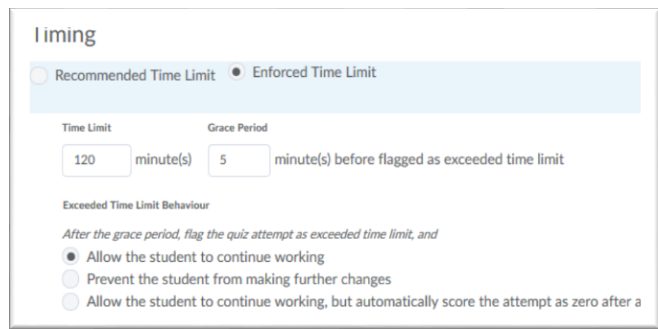 Timing
Recommended Time Limit Enforced Time Limit
Time Limit Grace Period
120 minute(s) 5 minute(s) before flagged as exceeded time limit
Exceeded Time Limit Behaviour
After the grace period, flag the quiz attempt as exceeded time limit, and
Allow the student to continue working
Prevent the student from making further changes
Allow the student to continue working, but automatically score the attempt as zero after a